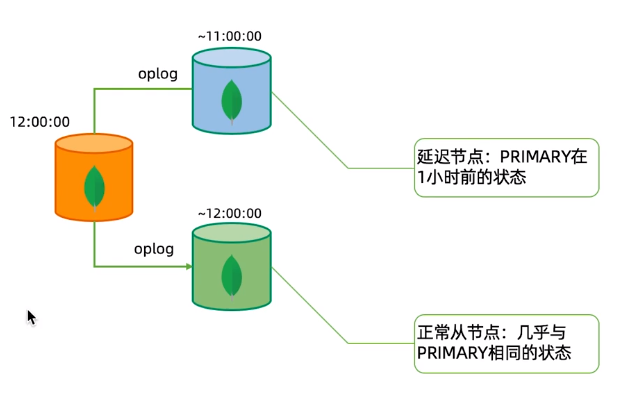 ~11:00:00
oplog
12:00:00
延迟节点：PRIMARY在
1小时前的状态
~12:00:00
oplog
正常从节点：几乎与
PRIMARY相同的状态